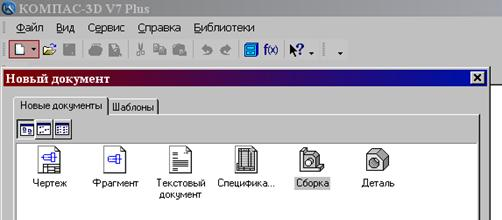 КОМПАС-3D V7 Plus
Файл Вид Сервис Справка Библиотеки
f(x)
Новый документ
Новые документы Шаблоны
Чертеж Фрагмент Текстовый документ Специфика... Сборка Деталь